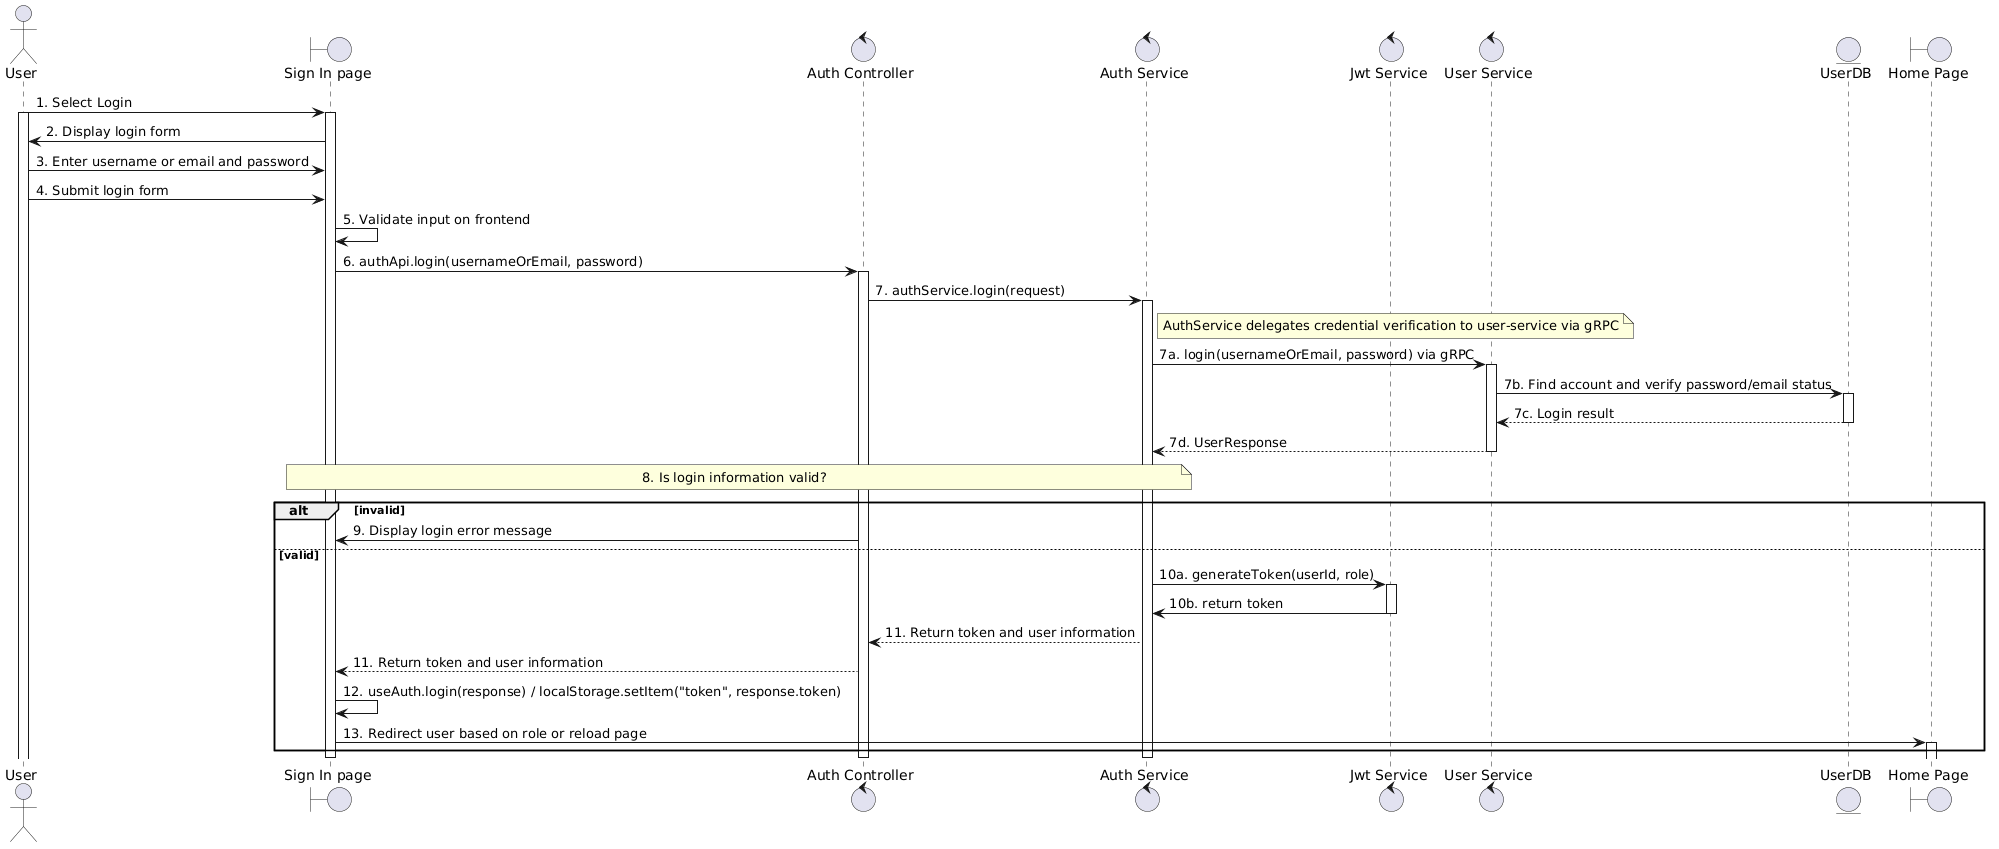 User
Sign In page
Auth Controller
Auth Service
Jwt Service
User Service
UserDB
Home Page
1. Select Login
2. Display login form
3. Enter username or email and password
4. Submit login form
5. Validate input on frontend
6. authApi.login(usernameOrEmail, password)
7. authService.login(request)
AuthService delegates credential verification to user-service via gRPC
7a. login(usernameOrEmail, password) via gRPC
7b. Find account and verify password/email status
7c. Login result
7d. UserResponse
8. Is login information valid?
alt [invalid]
9. Display login error message
[valid]
10a. generateToken(userId, role)
10b. return token
11. Return token and user information
11. Return token and user information
12. useAuth.login(response) / localStorage.setItem("token", response.token)
13. Redirect user based on role or reload page
User
Sign In page
Auth Controller
Auth Service
Jwt Service
User Service
UserDB
Home Page